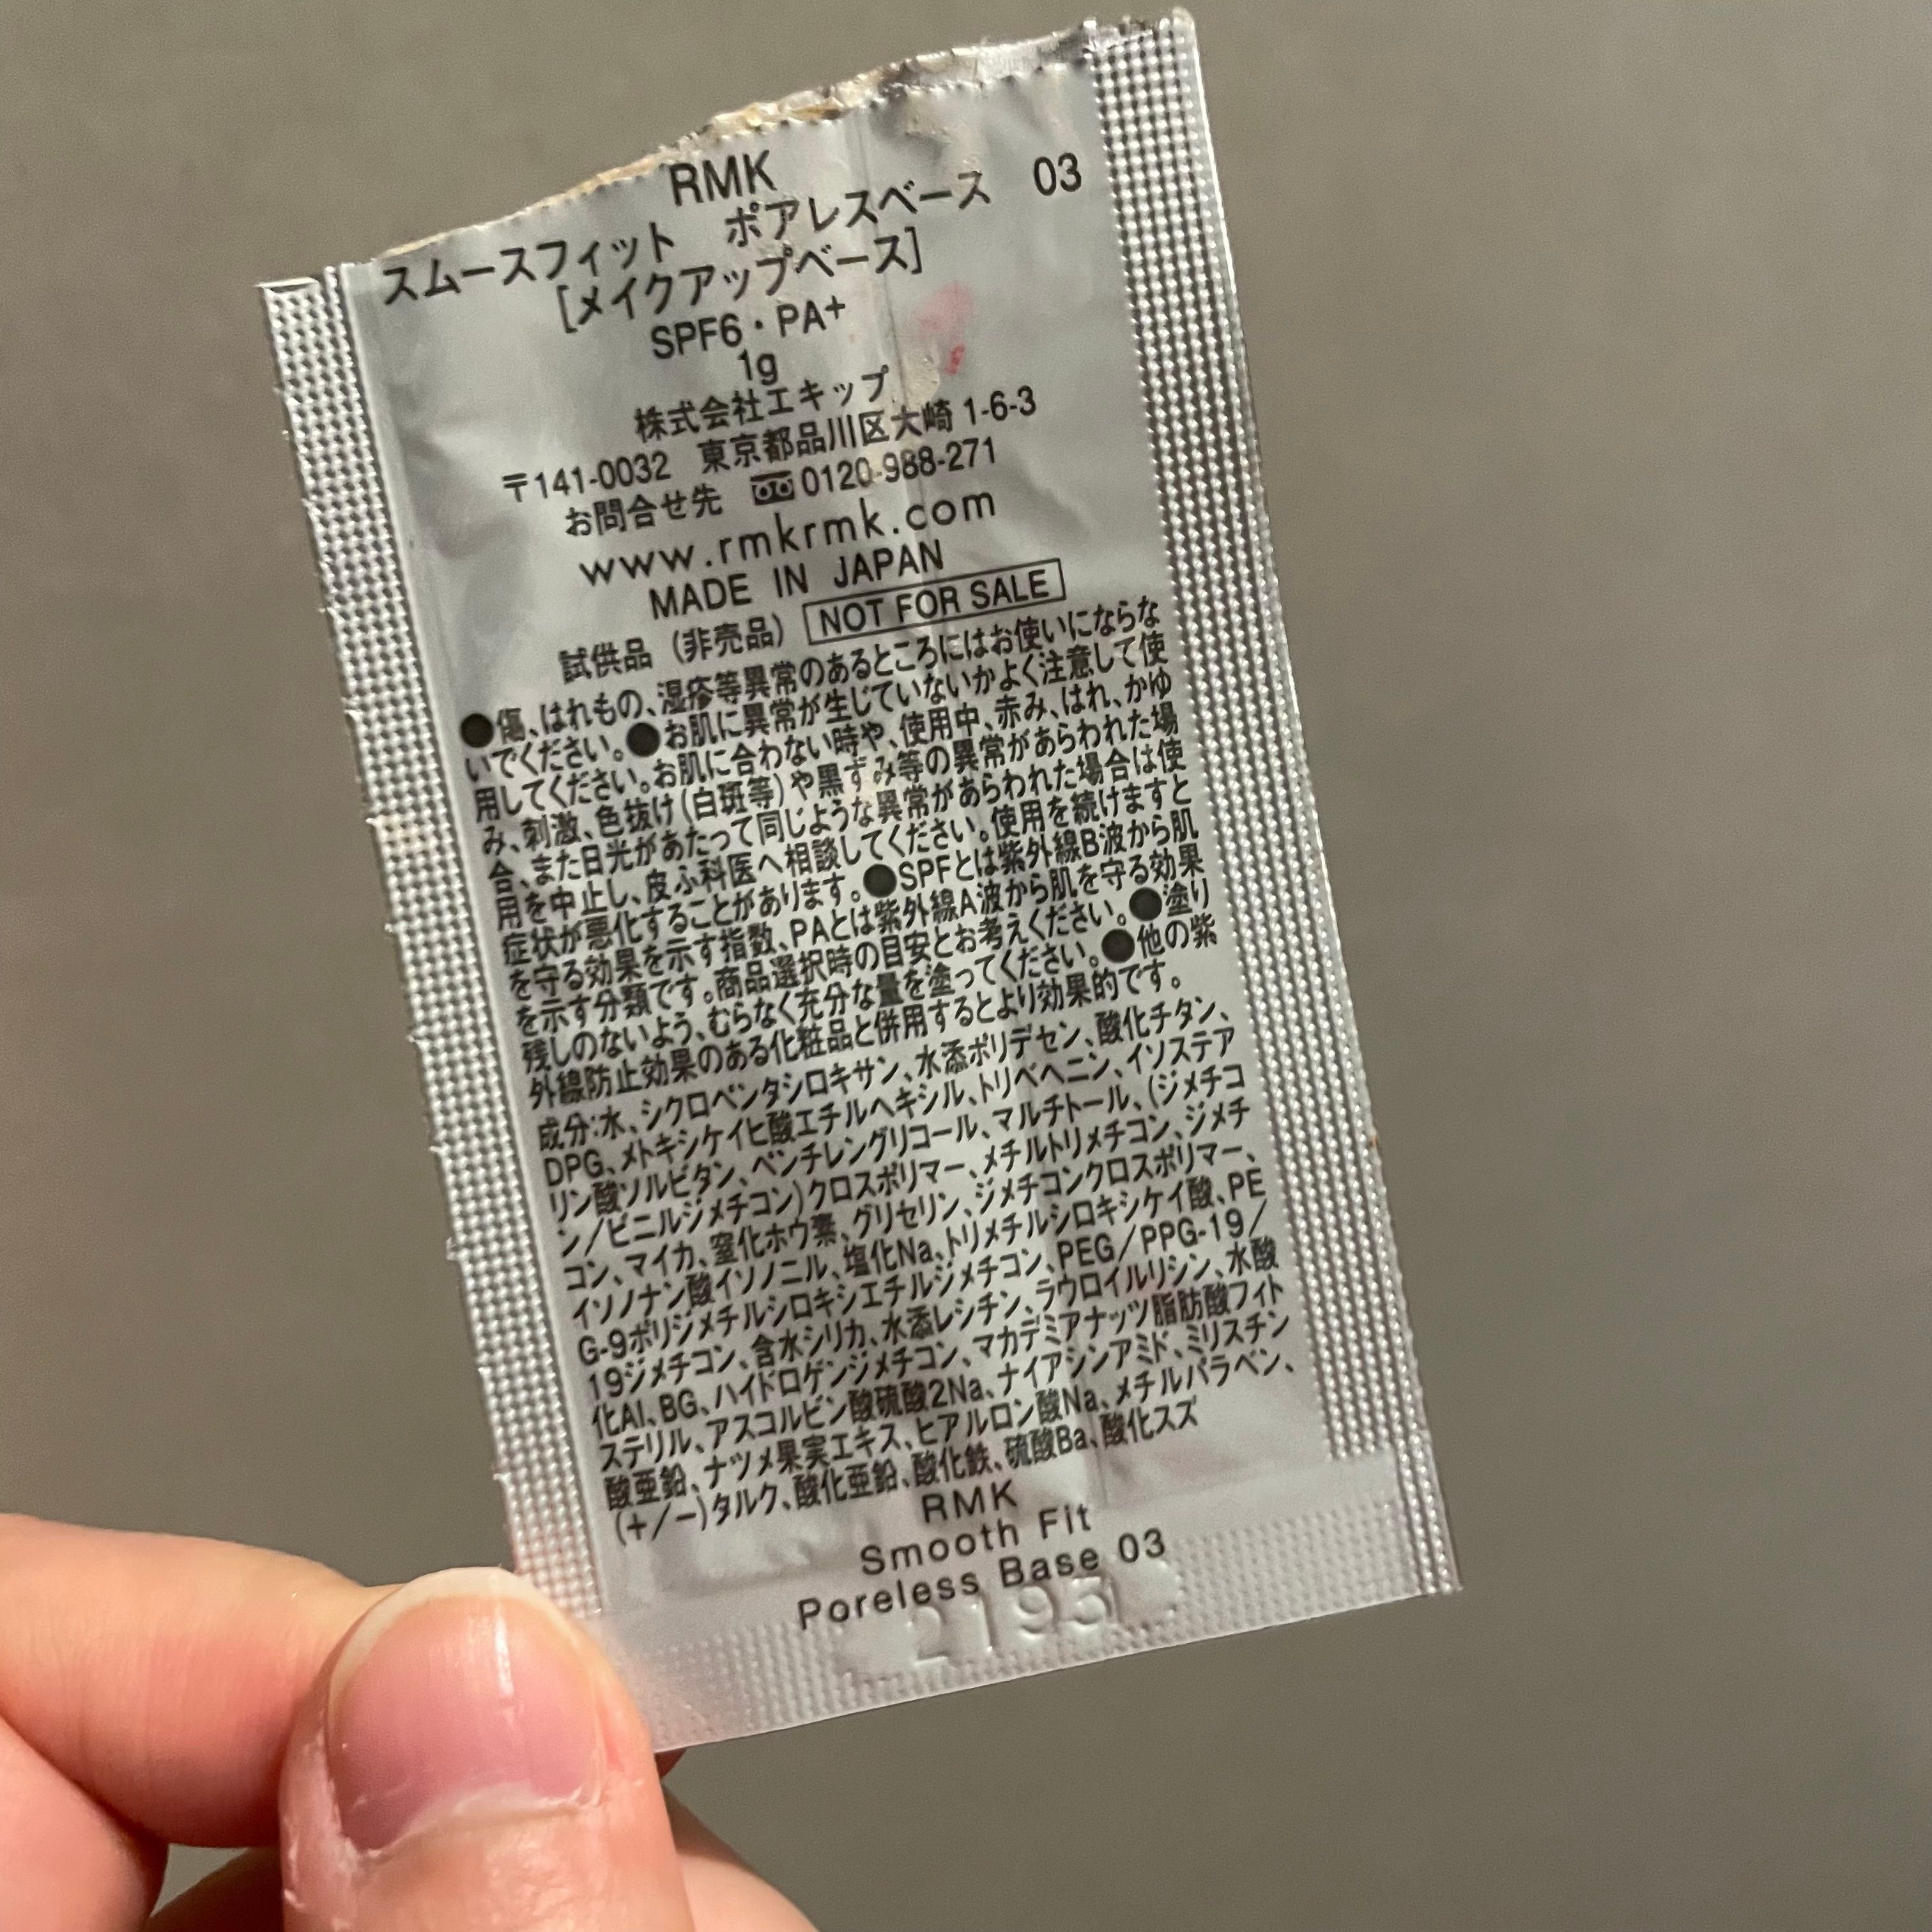 RMK
スムースフィット　ポアレスベース　03
[メイクアップベース]
SPF6・PA+
1g
株式会社エキップ
〒141-0032　東京都品川区大崎 1-6-3
お問合せ先　0120-988-271
www.rmkrmk.com
MADE IN JAPAN
試供品（非売品） NOT FOR SALE
●傷、はれもの、湿疹等異常のあるところにはお使いにならな
いでください。●お肌に異常が生じていないかよく注意して使
用してください。お肌に合わない時や、使用中、赤み、はれ、かゆ
み、刺激、色抜け(白斑等)や黒ずみ等の異常があらわれた場
合、また日光があたって同じような異常があらわれた場合は使
用を中止し、皮ふ科医へ相談してください。使用を続けますと
症状が悪化することがあります。●SPFとは紫外線B波から肌
を守る効果を示す指数、PAとは紫外線A波から肌を守る効果
を示す分類です。商品選択時の目安とお考えください。●塗り
残しのないよう、むらなく充分な量を塗ってください。●他の紫
外線防止効果のある化粧品と併用するとより効果的です。
成分:水、シクロペンタシロキサン、水添ポリデセン、酸化チタン、
DPG、メトキシケイヒ酸エチルヘキシル、トリベヘニン、イソステア
リン酸ソルビタン、ペンチレングリコール、マルチトール、(ジメチコ
ン/ビニルジメチコン)クロスポリマー、メチルトリメチコン、ジメチ
コン、マイカ、窒化ホウ素、グリセリン、ジメチコンクロスポリマー、
イソノナン酸イソノニル、塩化Na、トリメチルシロキシケイ酸、PE
G-9ポリジメチルシロキシエチルジメチコン、PEG/PPG-19/
19ジメチコン、含水シリカ、水添レシチン、ラウロイルリシン、水酸
化Al、BG、ハイドロゲンジメチコン、マカデミアナッツ脂肪酸フィト
ステリル、アスコルビン酸硫酸2Na、ナイアシンアミド、ミリスチン
酸亜鉛、ナツメ果実エキス、ヒアルロン酸Na、メチルパラベン、
(+/−)タルク、酸化亜鉛、酸化鉄、硫酸Ba、酸化スズ
RMK
Smooth Fit
Poreless Base 03
2193